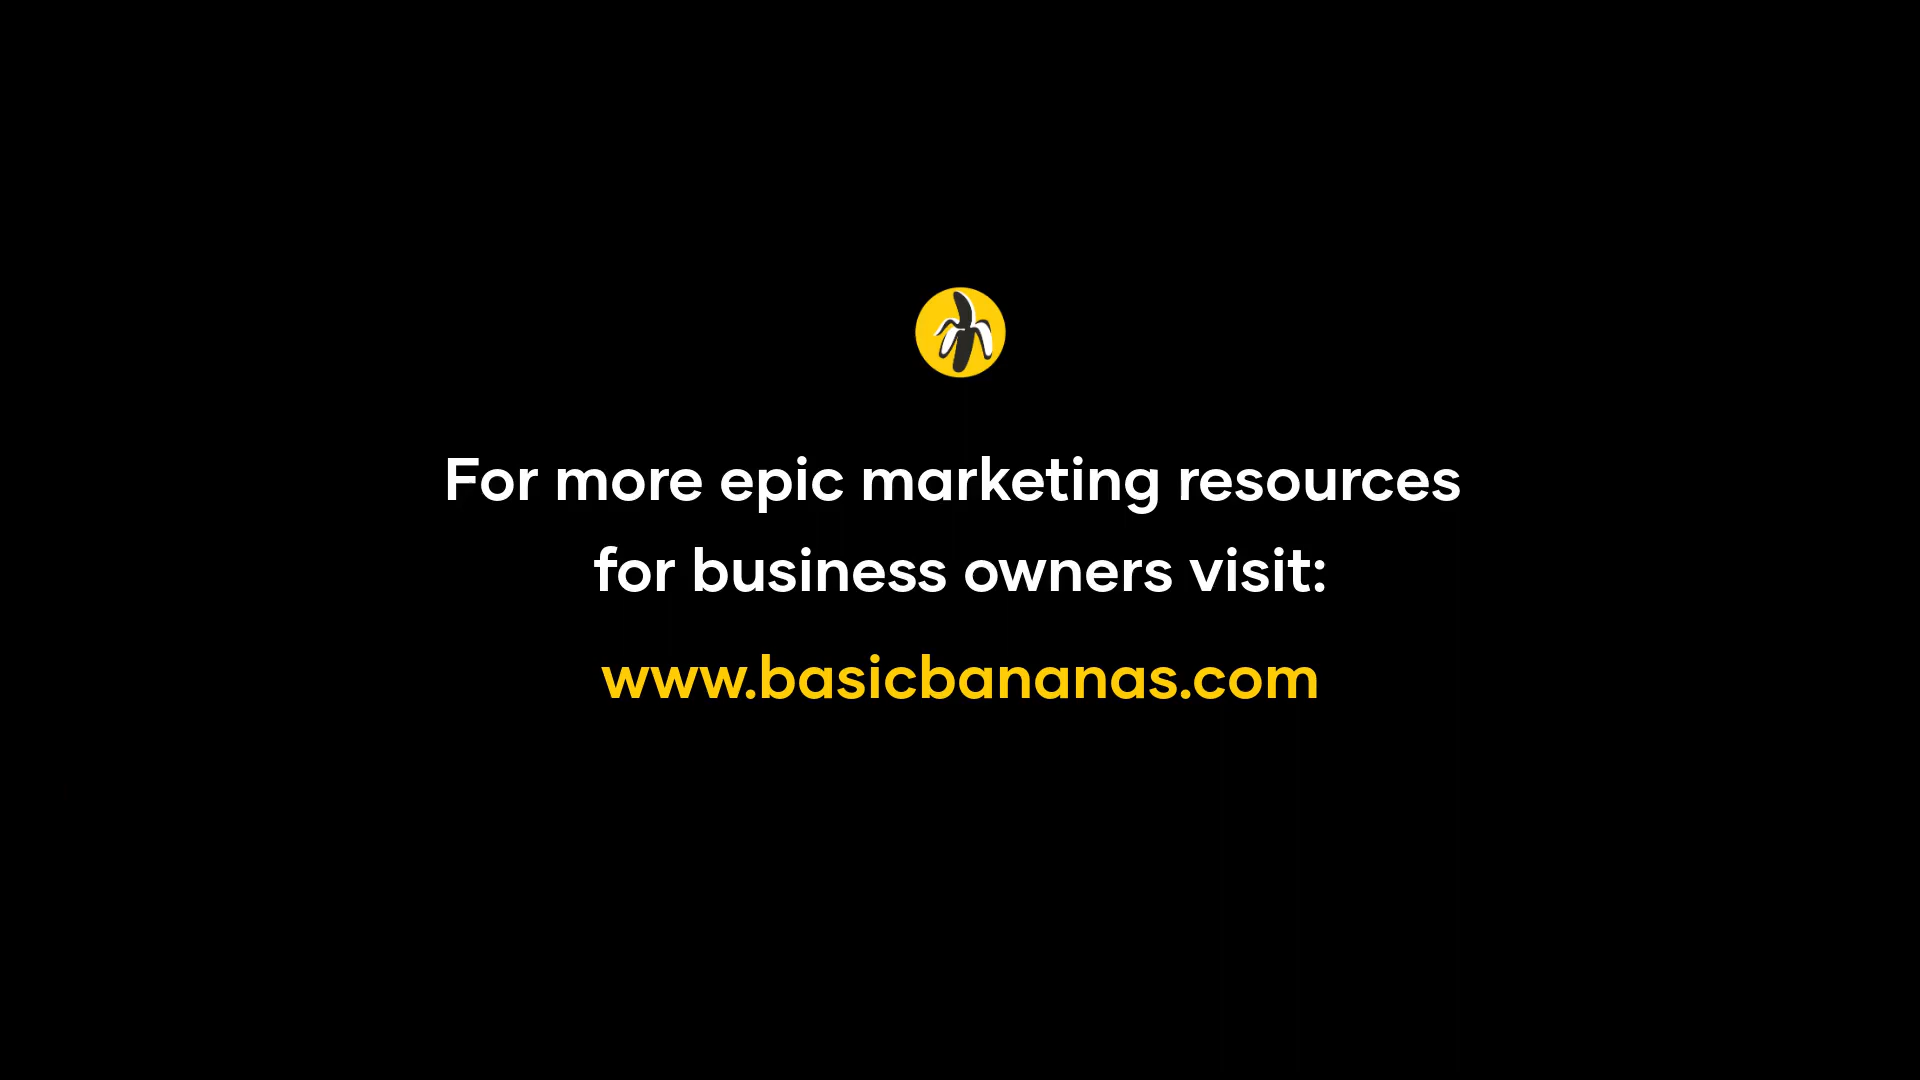 For more epic marketing resources
for business owners visit:
www.basicbananas.com